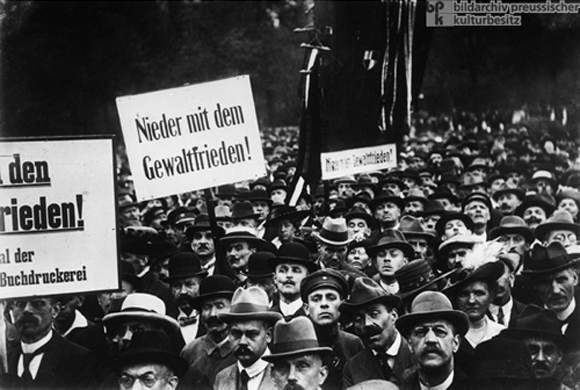 bildarchiv preussischer
bpk kulturbesitz
Nieder mit dem
Gewaltfrieden!
den
rieden!
al der
Buchdruckerei
Gewaltfrieden!